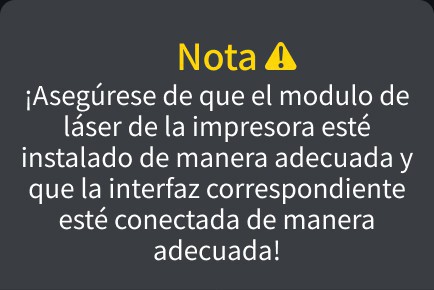 Nota
¡Asegúrese de que el modulo de
láser de la impresora esté
instalado de manera adecuada y
que la interfaz correspondiente
esté conectada de manera
adecuada!